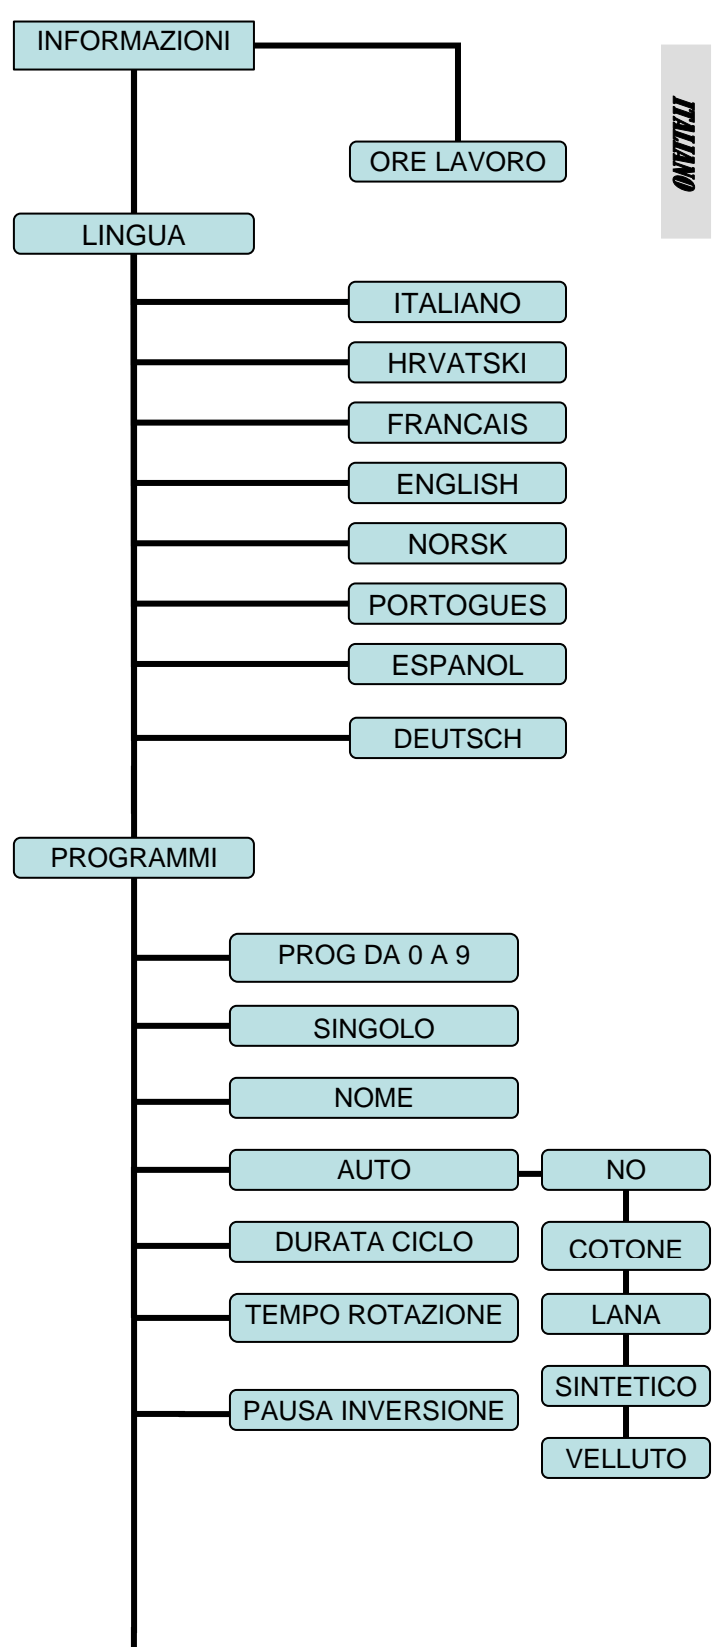 INFORMAZIONI
ITALIANO
ORE LAVORO
LINGUA
ITALIANO
HRVATSKI
FRANCAIS
ENGLISH
NORSK
PORTOGUES
ESPANOL
DEUTSCH
PROGRAMMI
PROG DA 0 A 9
SINGOLO
NOME
AUTO
NO
DURATA CICLO
COTONE
TEMPO ROTAZIONE
LANA
SINTETICO
PAUSA INVERSIONE
VELLUTO